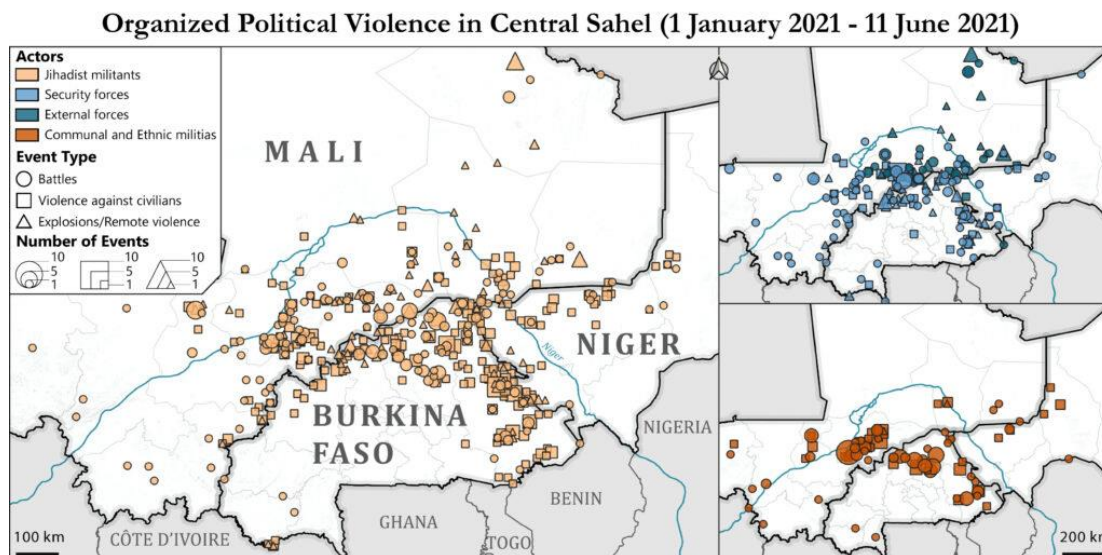 Organized Political Violence in Central Sahel (1 January 2021 - 11 June 2021)
Actors
Jihadist militants
Security forces
External forces
Communal and Ethnic militias
Event Type
Battles
Violence against civilians
Explosions/Remote violence
Number of Events
10
5
1
10
5
1
10
5
1
MALI
NIGER
Niger
BURKINA
FASO
NIGERIA
BENIN
GHANA
TOGO
CÔTE D'IVOIRE
100 km
200 km